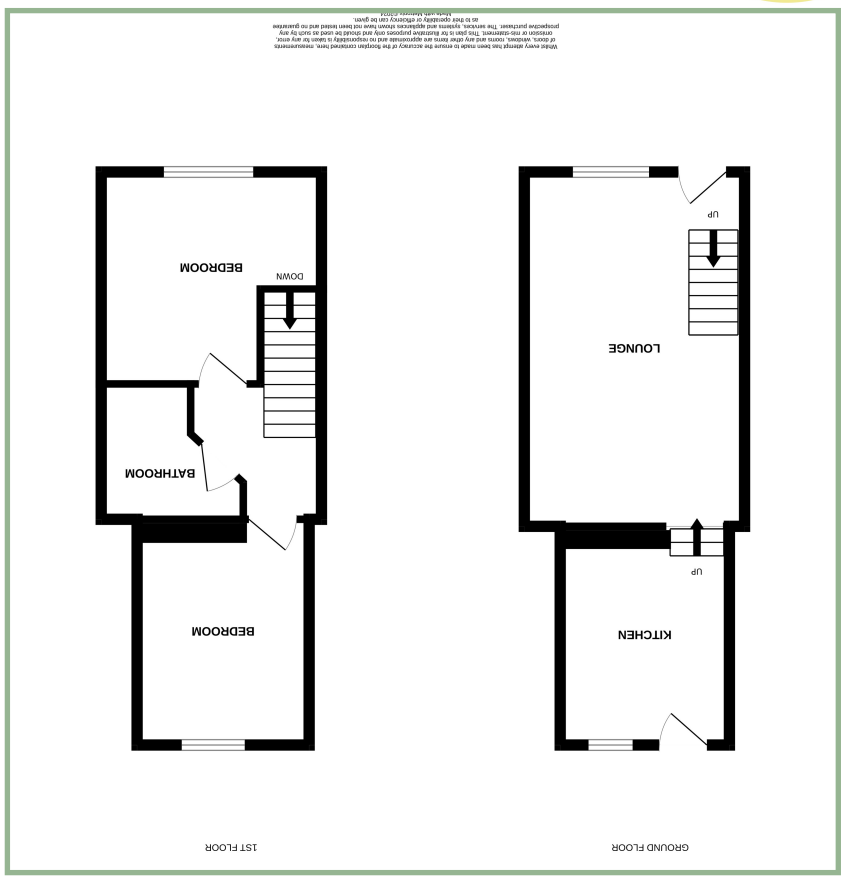 GROUND FLOOR
1ST FLOOR
KITCHEN
BEDROOM
UP
BATHROOM
LOUNGE
DOWN
BEDROOM
UP
Whilst every attempt has been made to ensure the accuracy of the floorplan contained here, measurements
of doors, windows, rooms and any other items are approximate and no responsibility is taken for any error,
omission or mis-statement. This plan is for illustrative purposes only and should be used as such by any
prospective purchaser. The services, systems and appliances shown have not been tested and no guarantee
as to their operability or efficiency can be given.
Made with Metropix ©2024